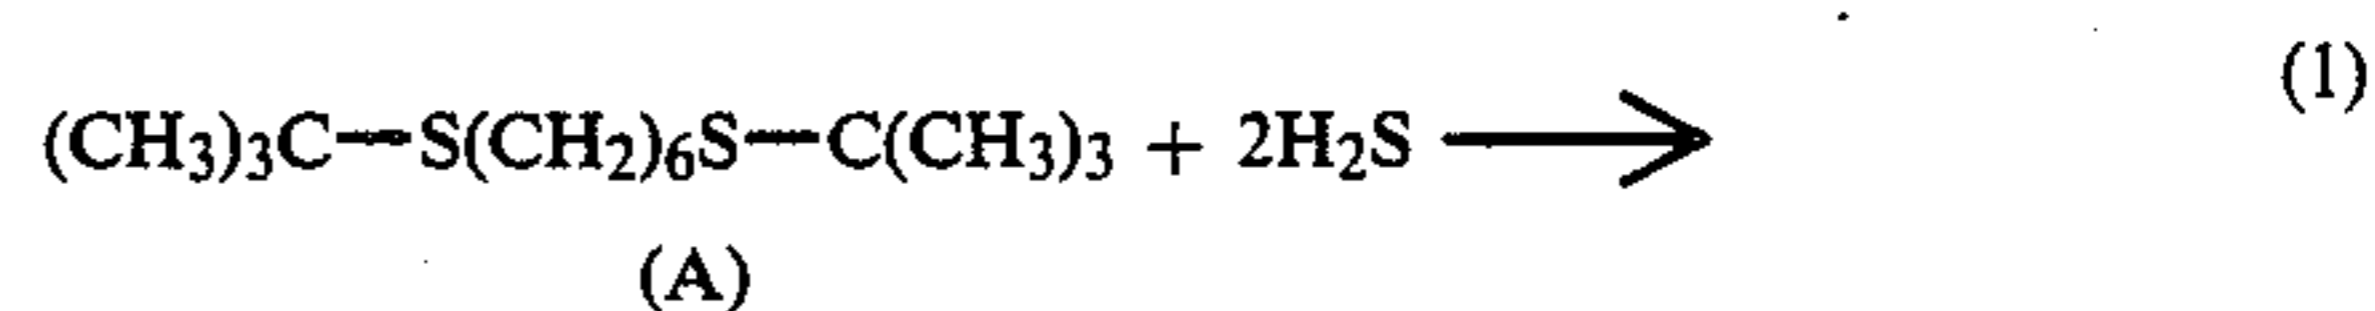 (1)
(CH₃)₃C—S(CH₂)₆S—C(CH₃)₃ + 2H₂S ⟶
(A)